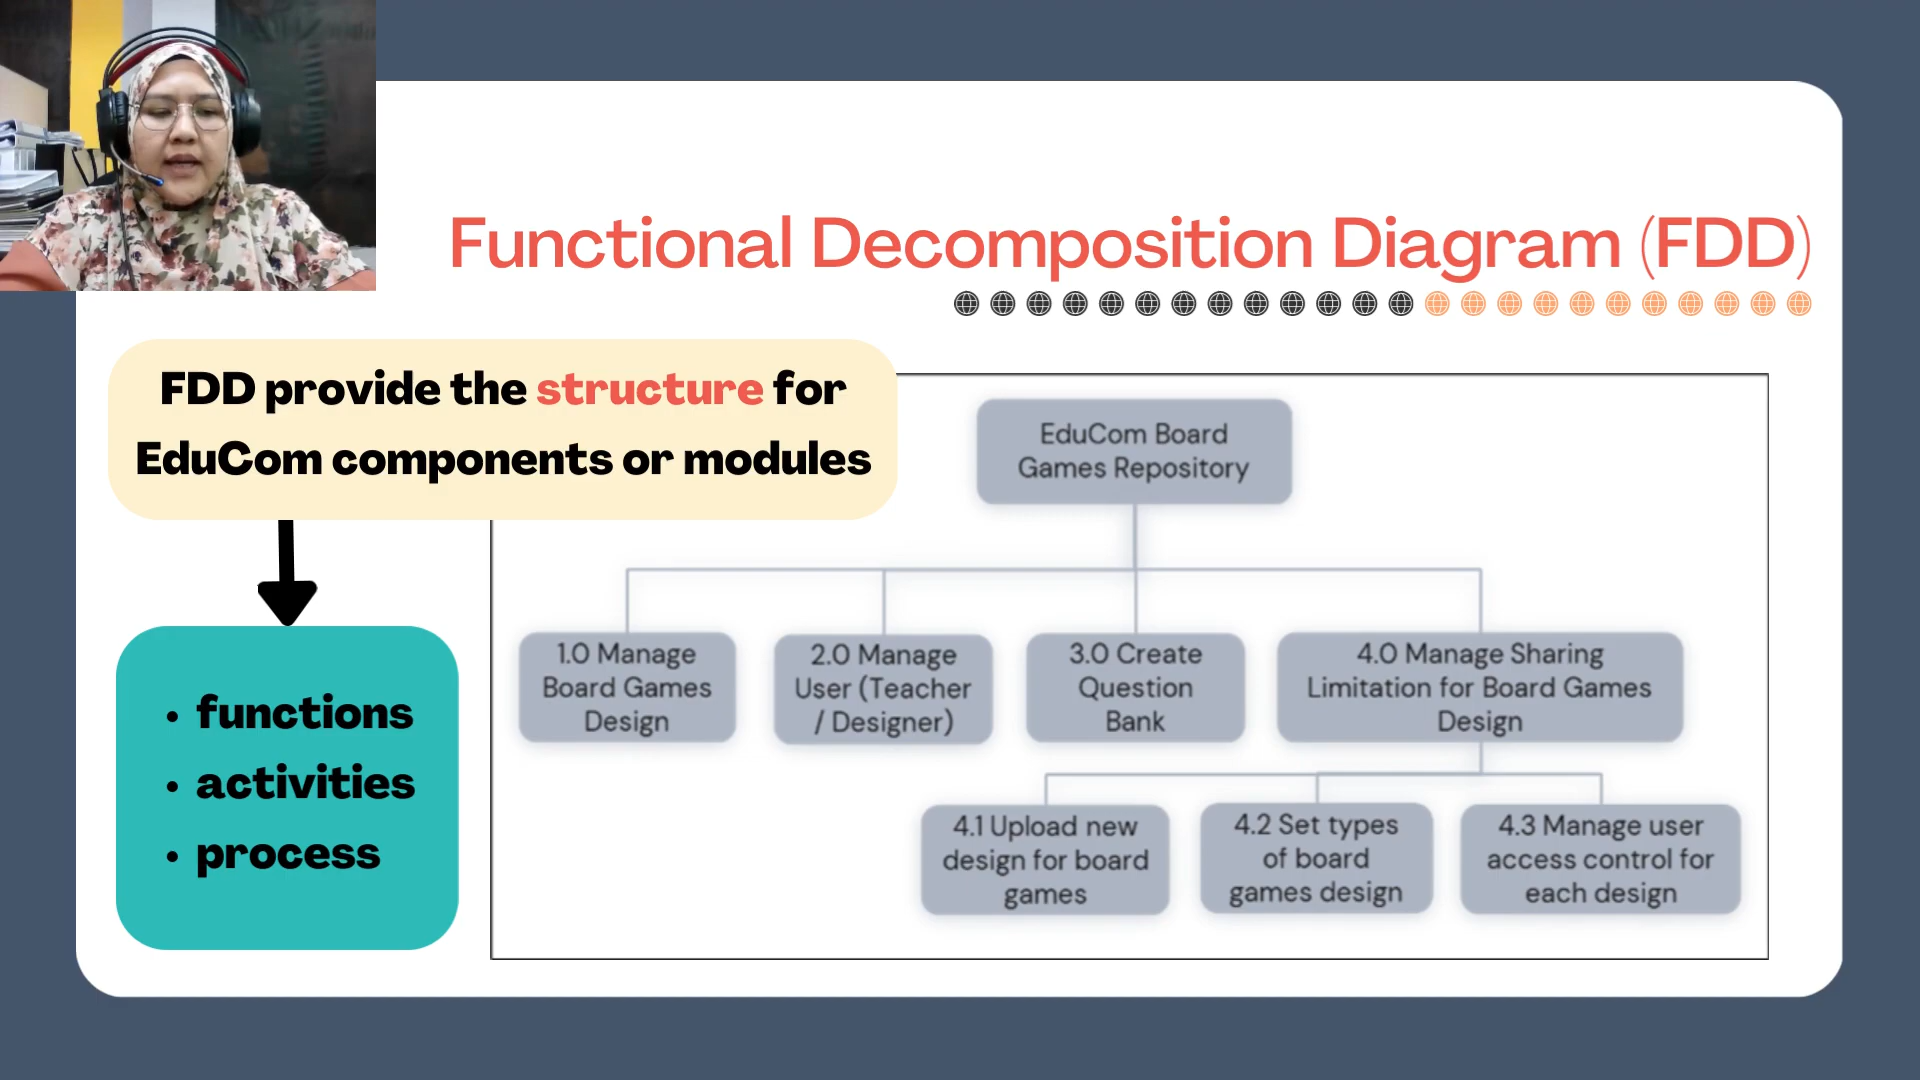 Functional Decomposition Diagram (FDD)
FDD provide the structure for
EduCom components or modules
• functions
• activities
• process
EduCom Board
Games Repository
1.0 Manage
Board Games
Design
2.0 Manage
User (Teacher
/ Designer)
3.0 Create
Question
Bank
4.0 Manage Sharing
Limitation for Board Games
Design
4.1 Upload new
design for board
games
4.2 Set types
of board
games design
4.3 Manage user
access control for
each design